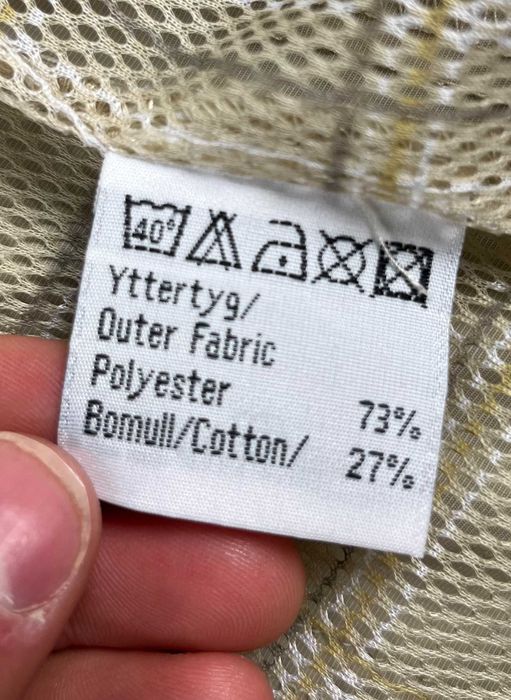 40°
Yttertyg/
Outer Fabric
Polyester 73%
Bomull/Cotton/ 27%